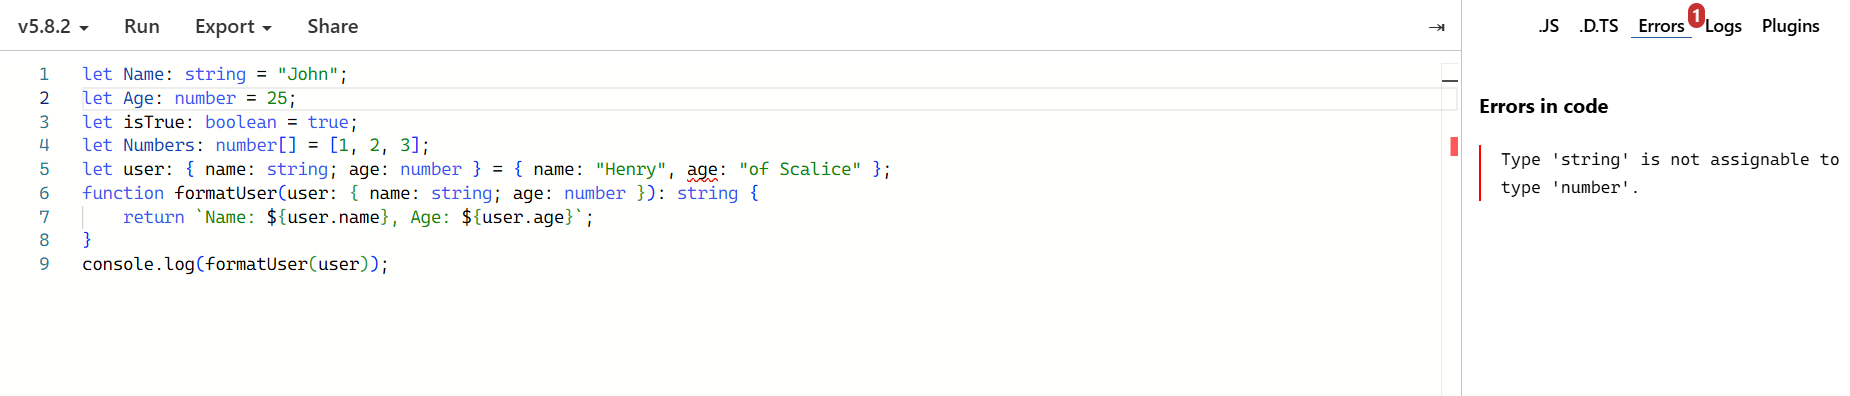 v5.8.2 Run Export Share .JS .D.TS Errors 1 Logs Plugins
1 let Name: string = "John";
2 let Age: number = 25;
3 let isTrue: boolean = true;
4 let Numbers: number[] = [1, 2, 3];
5 let user: { name: string; age: number } = { name: "Henry", age: "of Scalice" };
6 function formatUser(user: { name: string; age: number }): string {
7     return `Name: ${user.name}, Age: ${user.age}`;
8 }
9 console.log(formatUser(user));
Errors in code
Type 'string' is not assignable to
type 'number'.